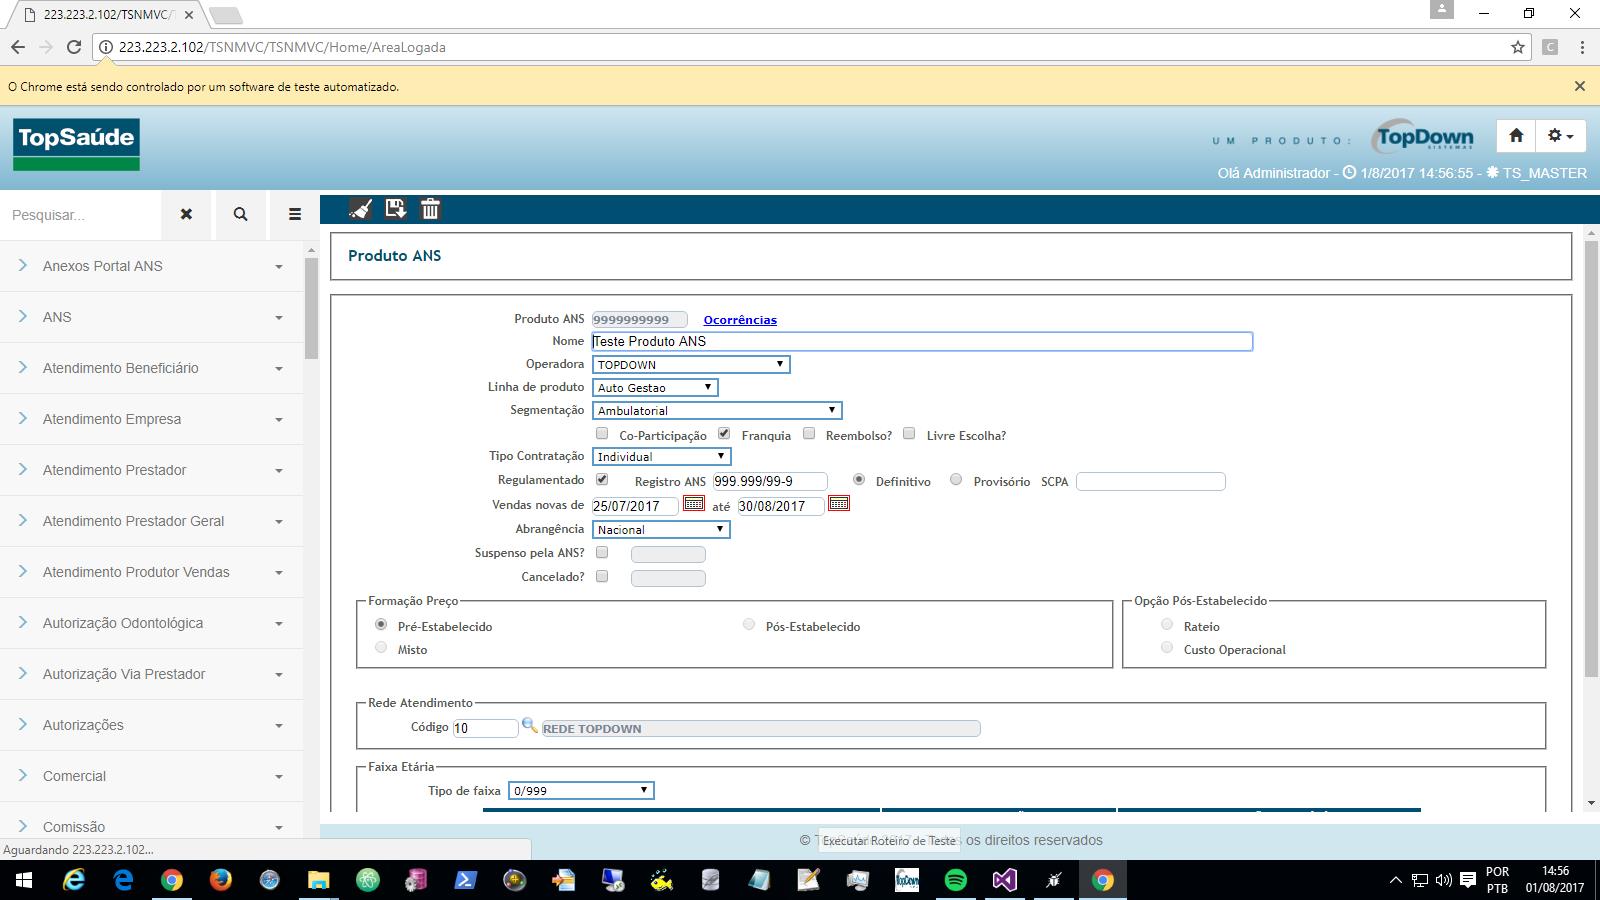 223.223.2.102/TSNMVC/T
223.223.2.102/TSNMVC/TSNMVC/Home/AreaLogada
C
O Chrome está sendo controlado por um software de teste automatizado.
TopSaúde
UM PRODUTO:
TopDown
SISTEMAS
Olá Administrador - 1/8/2017 14:56:55 - TS_MASTER
Pesquisar...
Anexos Portal ANS
ANS
Atendimento Beneficiário
Atendimento Empresa
Atendimento Prestador
Atendimento Prestador Geral
Atendimento Produtor Vendas
Autorização Odontológica
Autorização Via Prestador
Autorizações
Comercial
Comissão
Produto ANS
Produto ANS 9999999999 Ocorrências
Nome Teste Produto ANS
Operadora TOPDOWN
Linha de produto Auto Gestao
Segmentação Ambulatorial
Co-Participação Franquia Reembolso? Livre Escolha?
Tipo Contratação Individual
Regulamentado Registro ANS 999.999/99-9 Definitivo Provisório SCPA
Vendas novas de 25/07/2017 até 30/08/2017
Abrangência Nacional
Suspenso pela ANS?
Cancelado?
Formação Preço
Pré-Estabelecido Pós-Estabelecido
Misto
Opção Pós-Estabelecido
Rateio
Custo Operacional
Rede Atendimento
Código 10 REDE TOPDOWN
Faixa Etária
Tipo de faixa 0/999
© os direitos reservados
Executar Roteiro de Teste
Aguardando 223.223.2.102...
TopDown
POR
PTB
14:56
01/08/2017